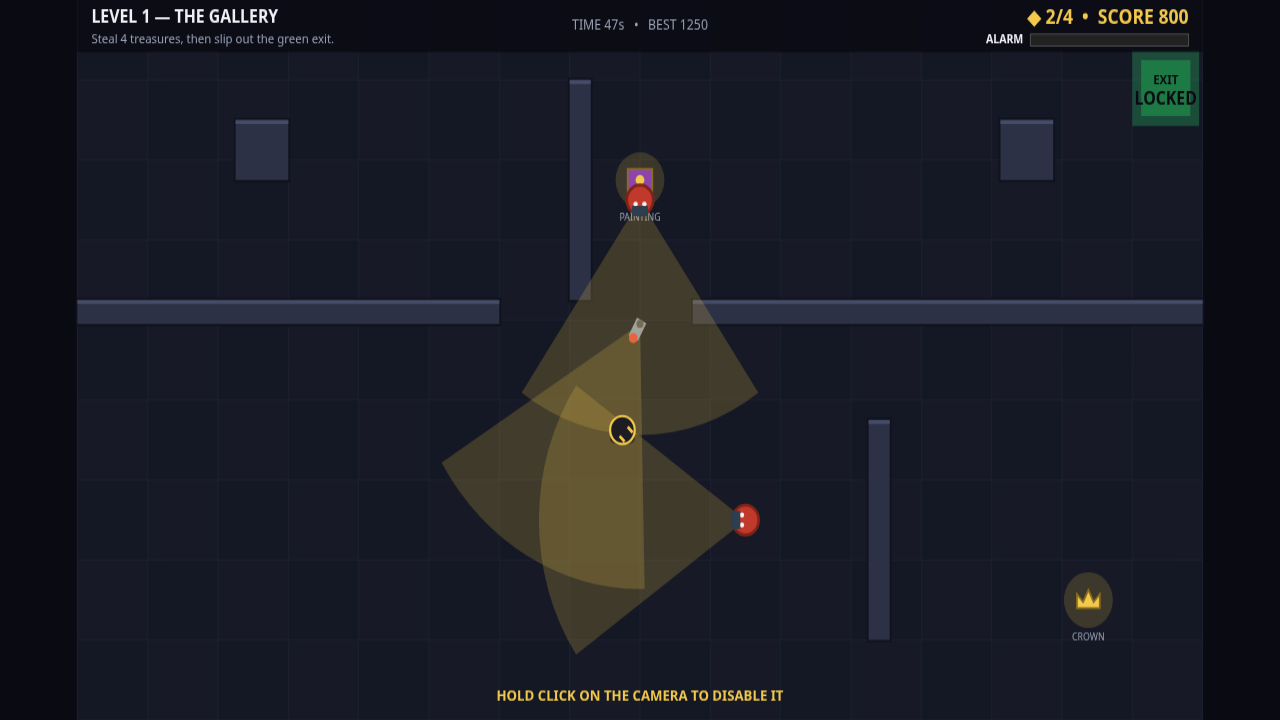 LEVEL 1 — THE GALLERY
Steal 4 treasures, then slip out the green exit.
TIME 47s • BEST 1250
◆ 2/4 • SCORE 800
ALARM
EXIT
LOCKED
PAINTING
CROWN
HOLD CLICK ON THE CAMERA TO DISABLE IT